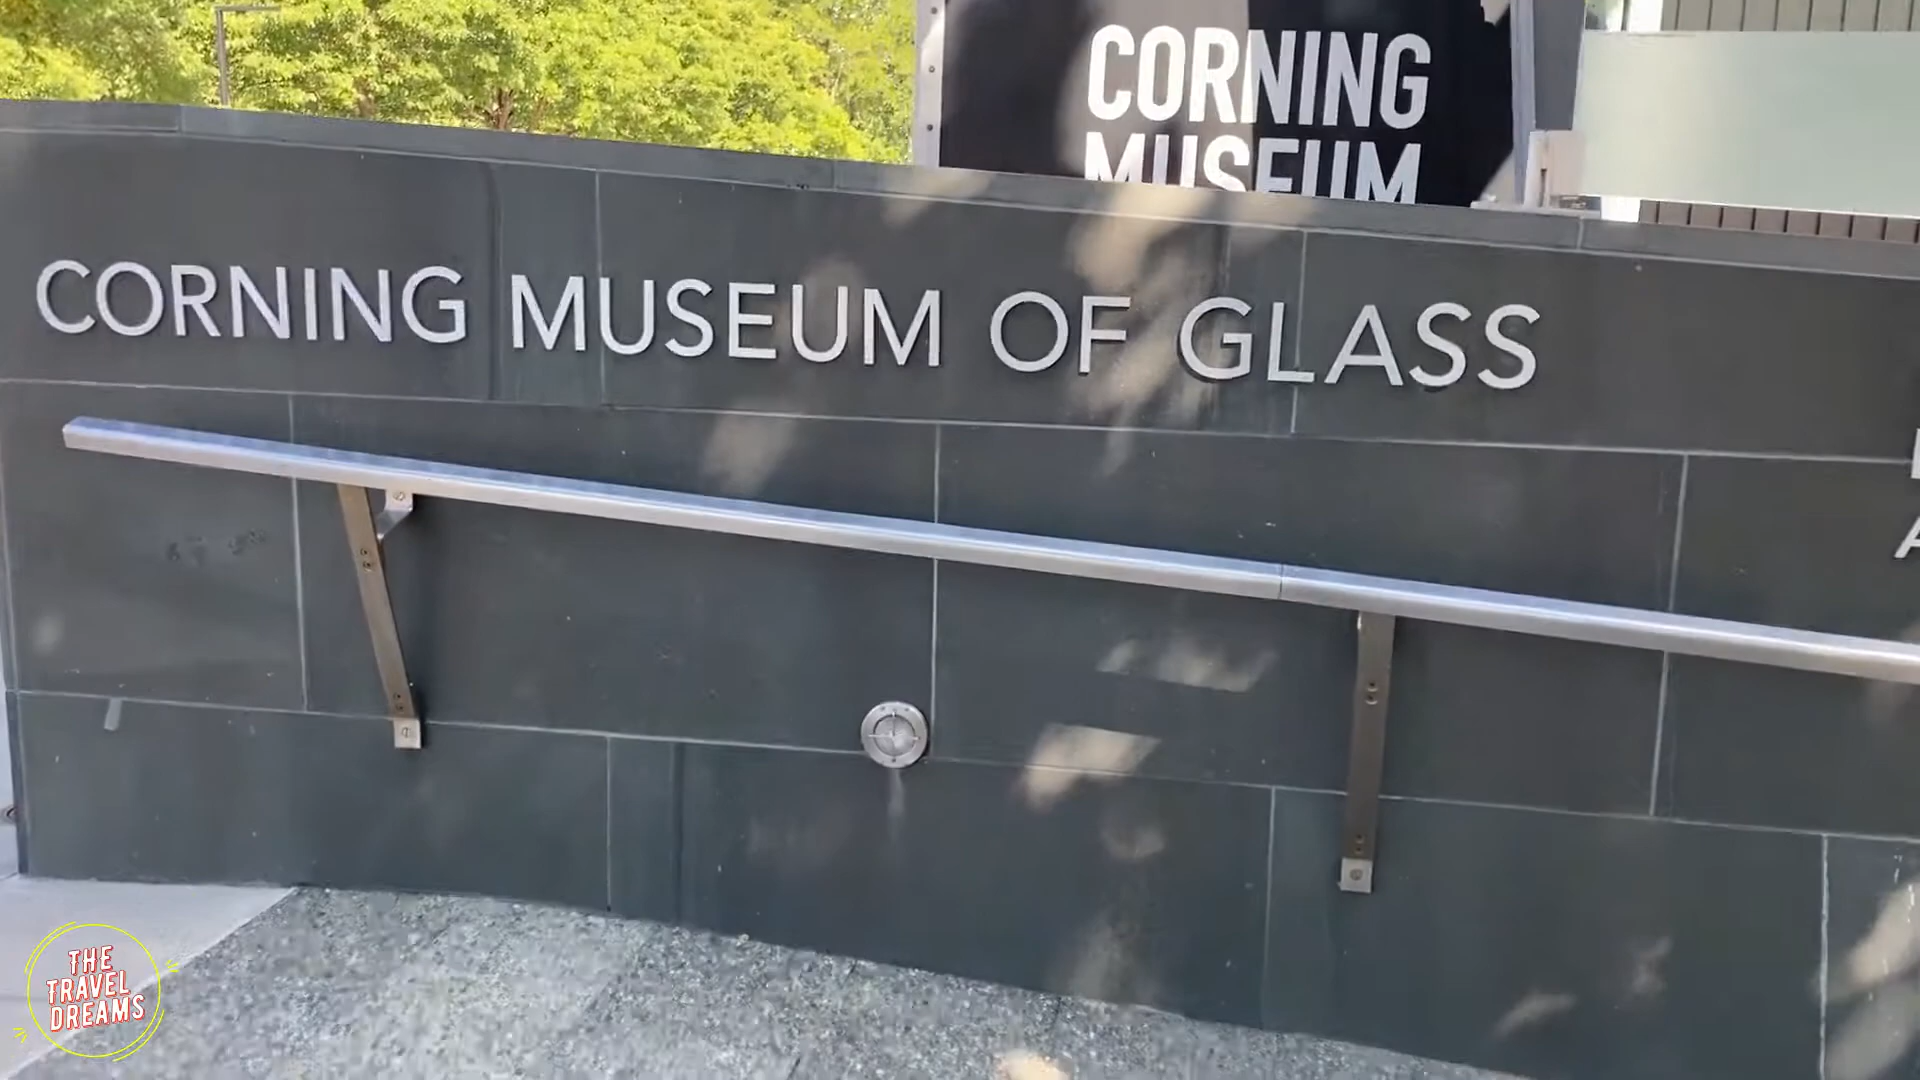 CORNING
MUSEUM
CORNING MUSEUM OF GLASS
THE
TRAVEL
DREAMS